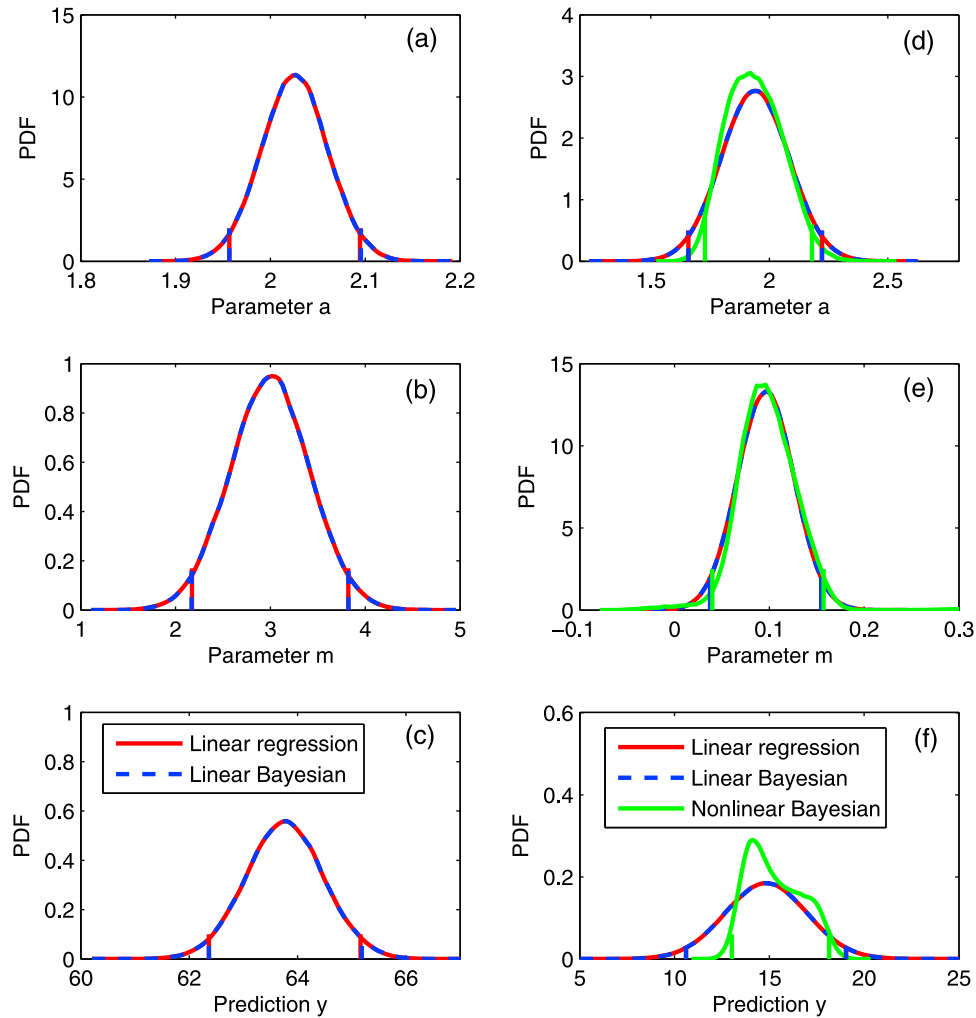 15
10
5
0
PDF
(a)
1.8
1.9
2
2.1
2.2
Parameter a
4
3
2
1
0
PDF
(d)
1.5
2
2.5
Parameter a
1
0.8
0.6
0.4
0.2
0
PDF
(b)
1
2
3
4
5
Parameter m
15
10
5
0
PDF
(e)
−0.1
0
0.1
0.2
0.3
Parameter m
1
0.8
0.6
0.4
0.2
0
PDF
(c)
Linear regression
Linear Bayesian
60
62
64
66
Prediction y
0.6
0.4
0.2
0
PDF
(f)
Linear regression
Linear Bayesian
Nonlinear Bayesian
5
10
15
20
25
Prediction y